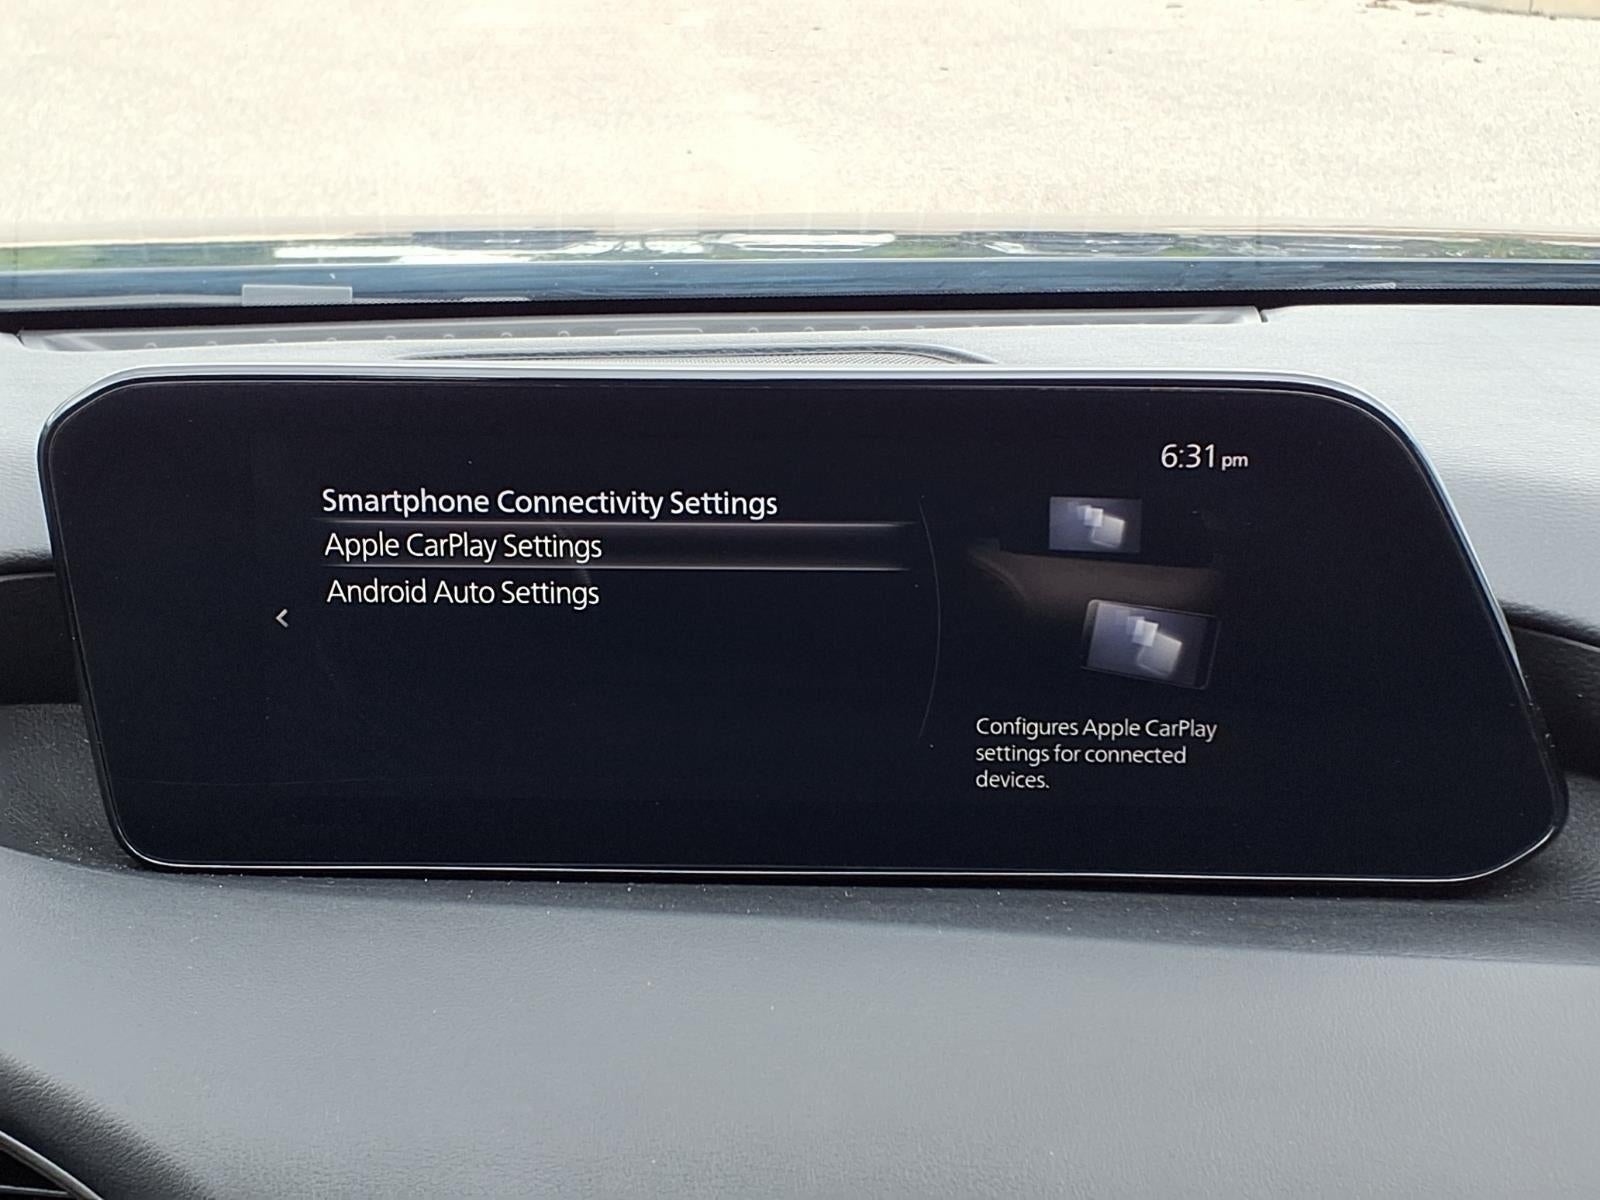 6:31 pm
Smartphone Connectivity Settings
Apple CarPlay Settings
Android Auto Settings
Configures Apple CarPlay
settings for connected
devices.